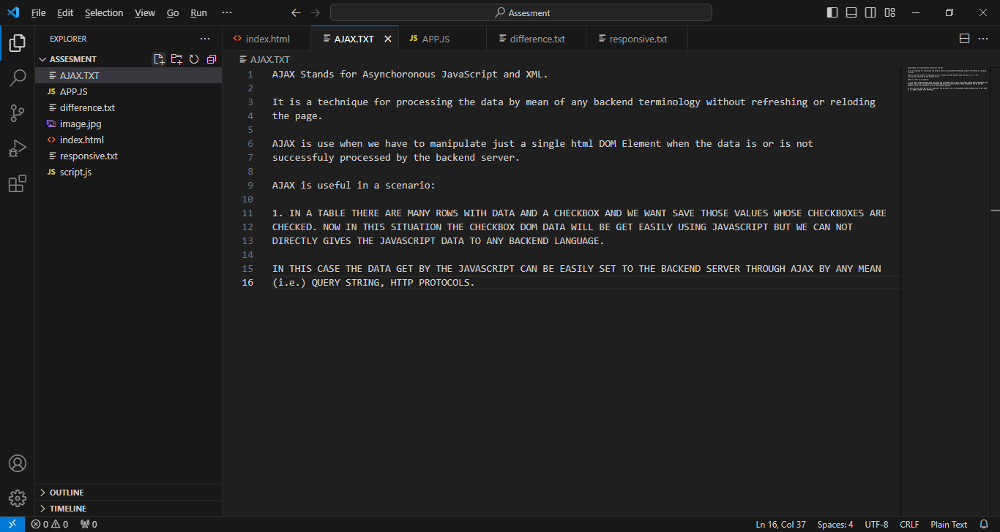 File Edit Selection View Go Run ···
Assesment
EXPLORER ···
ASSESMENT
AJAX.TXT
JS APP.JS
difference.txt
image.jpg
<> index.html
responsive.txt
JS script.js
OUTLINE
TIMELINE
<> index.html AJAX.TXT JS APP.JS difference.txt responsive.txt ···
AJAX.TXT
1 AJAX Stands for Asynchoronous JavaScript and XML.
2
3 It is a technique for processing the data by mean of any backend terminology without refreshing or reloding
4 the page.
5
6 AJAX is use when we have to manipulate just a single html DOM Element when the data is or is not
7 successfuly processed by the backend server.
8
9 AJAX is useful in a scenario:
10
11 1. IN A TABLE THERE ARE MANY ROWS WITH DATA AND A CHECKBOX AND WE WANT SAVE THOSE VALUES WHOSE CHECKBOXES ARE
12 CHECKED. NOW IN THIS SITUATION THE CHECKBOX DOM DATA WILL BE GET EASILY USING JAVASCRIPT BUT WE CAN NOT
13 DIRECTLY GIVES THE JAVASCRIPT DATA TO ANY BACKEND LANGUAGE.
14
15 IN THIS CASE THE DATA GET BY THE JAVASCRIPT CAN BE EASILY SET TO THE BACKEND SERVER THROUGH AJAX BY ANY MEAN
16 (i.e.) QUERY STRING, HTTP PROTOCOLS.
0 0 0 Ln 16, Col 37 Spaces: 4 UTF-8 CRLF Plain Text